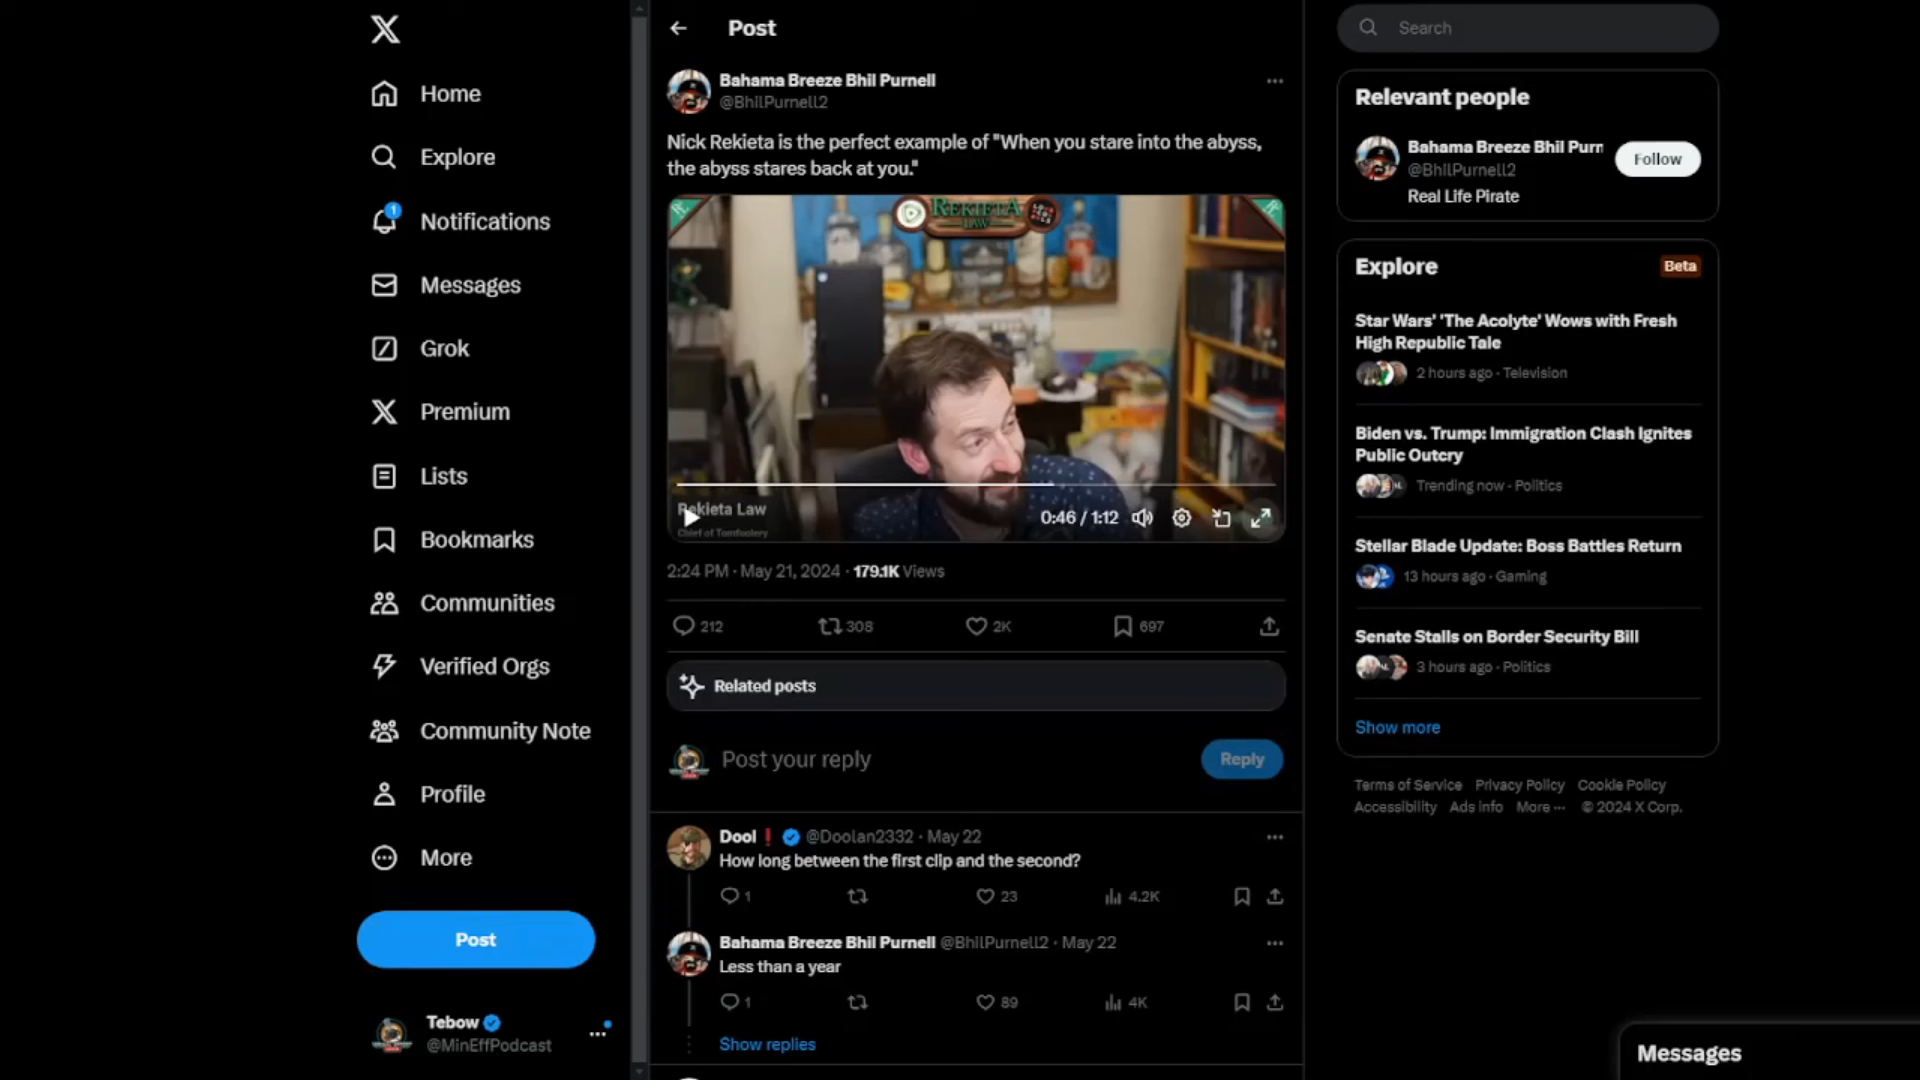 Home
Explore
Notifications
1
Messages
Grok
Premium
Lists
Bookmarks
Communities
Verified Orgs
Community Note
Profile
More
Post
Tebow
@MinEffPodcast
Post
Bahama Breeze Bhil Purnell
@BhilPurnell2
Nick Rekieta is the perfect example of "When you stare into the abyss,
the abyss stares back at you."
REKIETA
LAW
Rekieta Law
Chief of Tomfoolery
0:46 / 1:12
2:24 PM · May 21, 2024 · 179.1K Views
212 308 2K 697
Related posts
Post your reply
Reply
Dool @Doolan2332 · May 22
How long between the first clip and the second?
1 23 4.2K
Bahama Breeze Bhil Purnell @BhilPurnell2 · May 22
Less than a year
1 89 4K
Show replies
Search
Relevant people
Bahama Breeze Bhil Purn
@BhilPurnell2
Follow
Real Life Pirate
Explore
Beta
Star Wars' 'The Acolyte' Wows with Fresh
High Republic Tale
2 hours ago · Television
Biden vs. Trump: Immigration Clash Ignites
Public Outcry
Trending now · Politics
Stellar Blade Update: Boss Battles Return
13 hours ago · Gaming
Senate Stalls on Border Security Bill
3 hours ago · Politics
Show more
Terms of Service Privacy Policy Cookie Policy
Accessibility Ads info More ··· © 2024 X Corp.
Messages